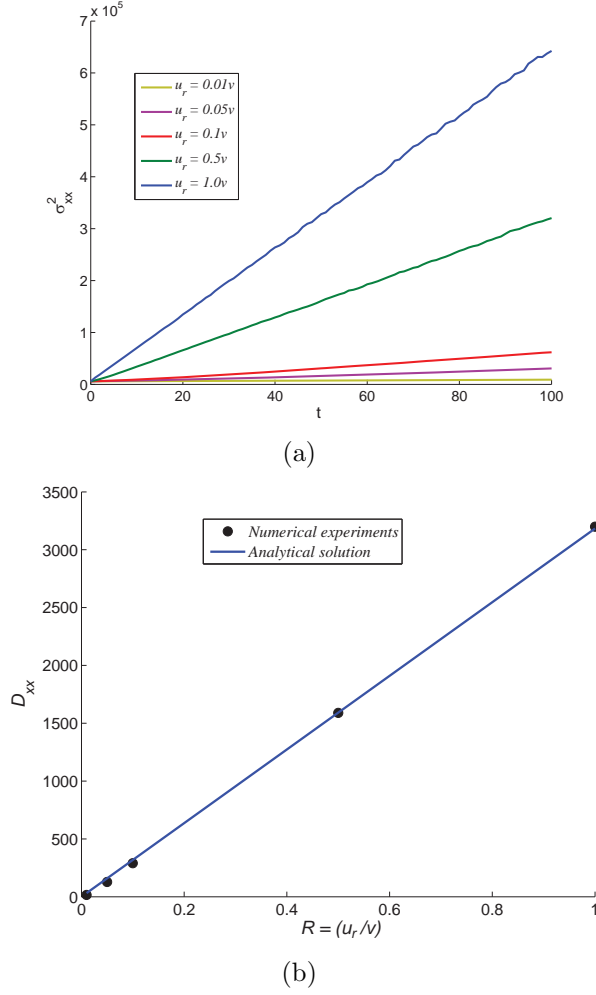 7
x 10⁵
6
5
4
3
2
1
0
σ²ₓₓ
u_r = 0.01v
u_r = 0.05v
u_r = 0.1v
u_r = 0.5v
u_r = 1.0v
0 20 40 60 80 100
t
(a)
3500
3000
2500
2000
1500
1000
500
0
D_xx
Numerical experiments
Analytical solution
0 0.2 0.4 0.6 0.8 1
R = (u_r /v)
(b)